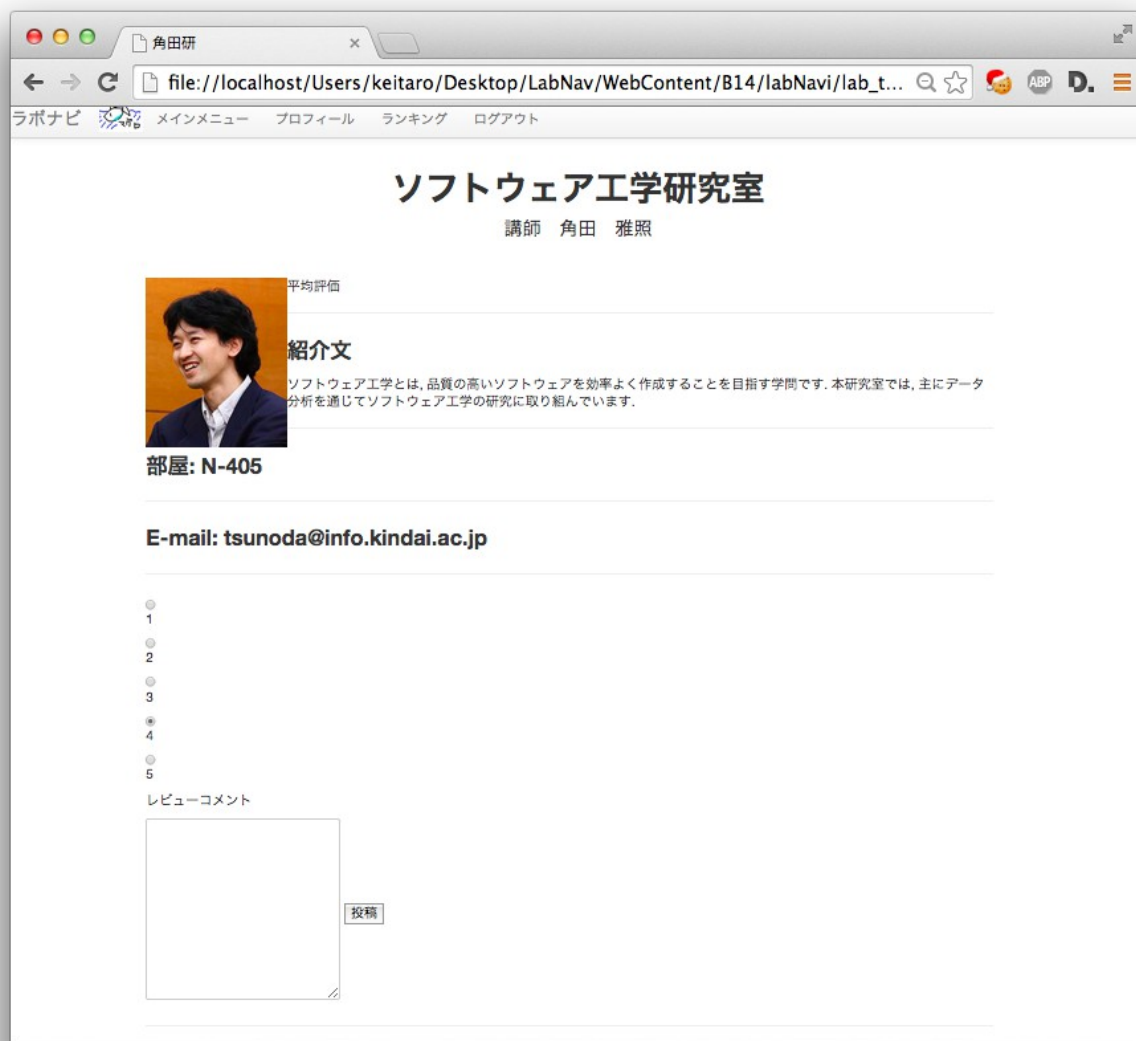 角田研
file://localhost/Users/keitaro/Desktop/LabNav/WebContent/B14/labNavi/lab_t...
ABP
D.
ラボナビ メインメニュー プロフィール ランキング ログアウト
ソフトウェア工学研究室
講師 角田 雅照
平均評価
紹介文
ソフトウェア工学とは, 品質の高いソフトウェアを効率よく作成することを目指す学問です. 本研究室では, 主にデータ
分析を通じてソフトウェア工学の研究に取り組んでいます.
部屋: N-405
E-mail: tsunoda@info.kindai.ac.jp
1
2
3
4
5
レビューコメント
投稿